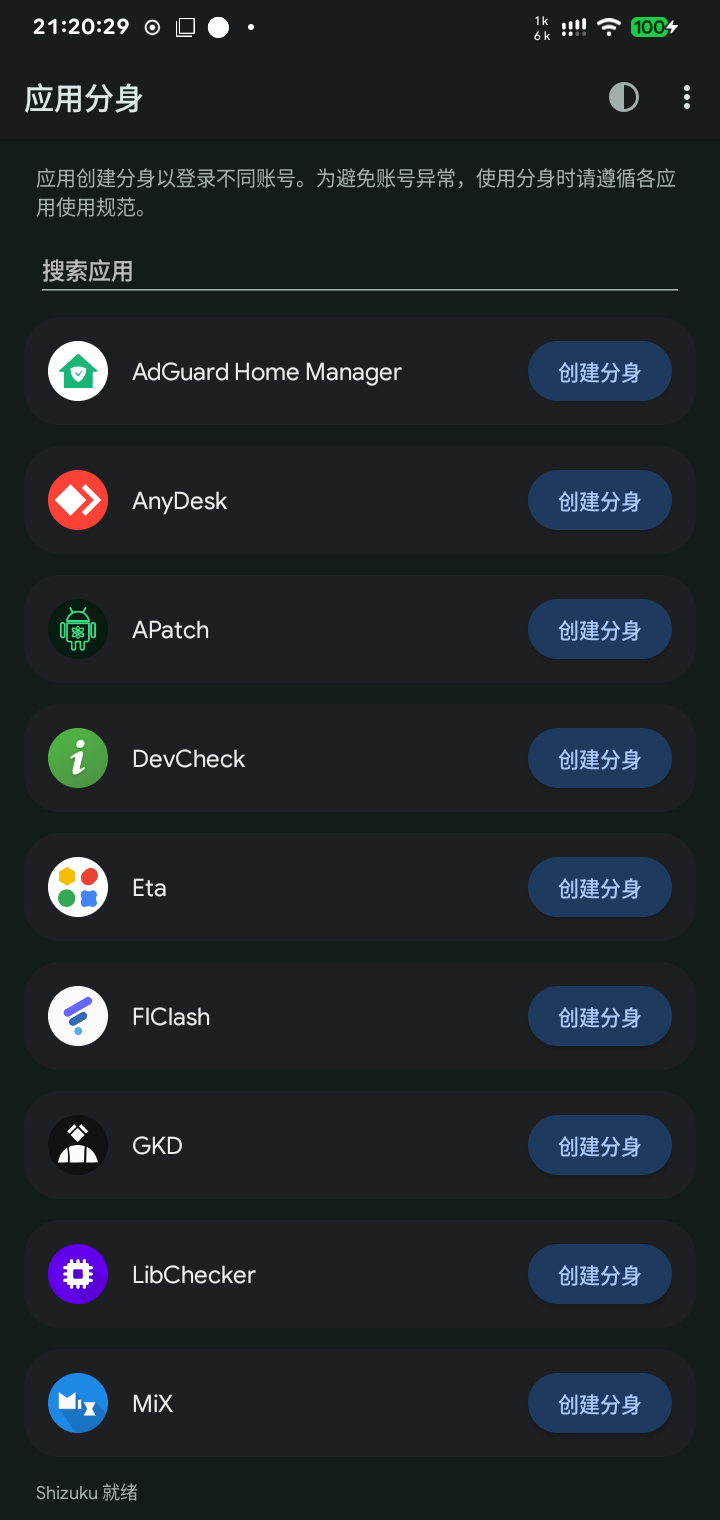 21:20:29
1k
6k
100
应用分身
应用创建分身以登录不同账号。为避免账号异常，使用分身时请遵循各应
用使用规范。
搜索应用
AdGuard Home Manager
创建分身
AnyDesk
创建分身
APatch
创建分身
DevCheck
创建分身
Eta
创建分身
FlClash
创建分身
GKD
创建分身
LibChecker
创建分身
MiX
创建分身
Shizuku 就绪